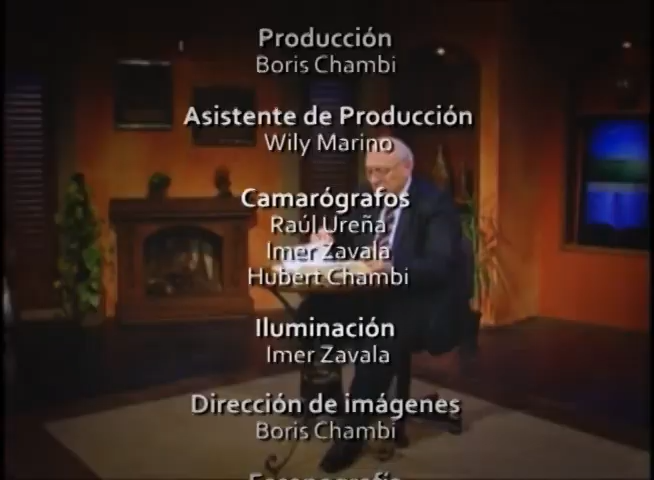 Producción
Boris Chambi
Asistente de Producción
Wily Marino
Camarógrafos
Raúl Ureña
Imer Zavala
Hubert Chambi
Iluminación
Imer Zavala
Dirección de imágenes
Boris Chambi